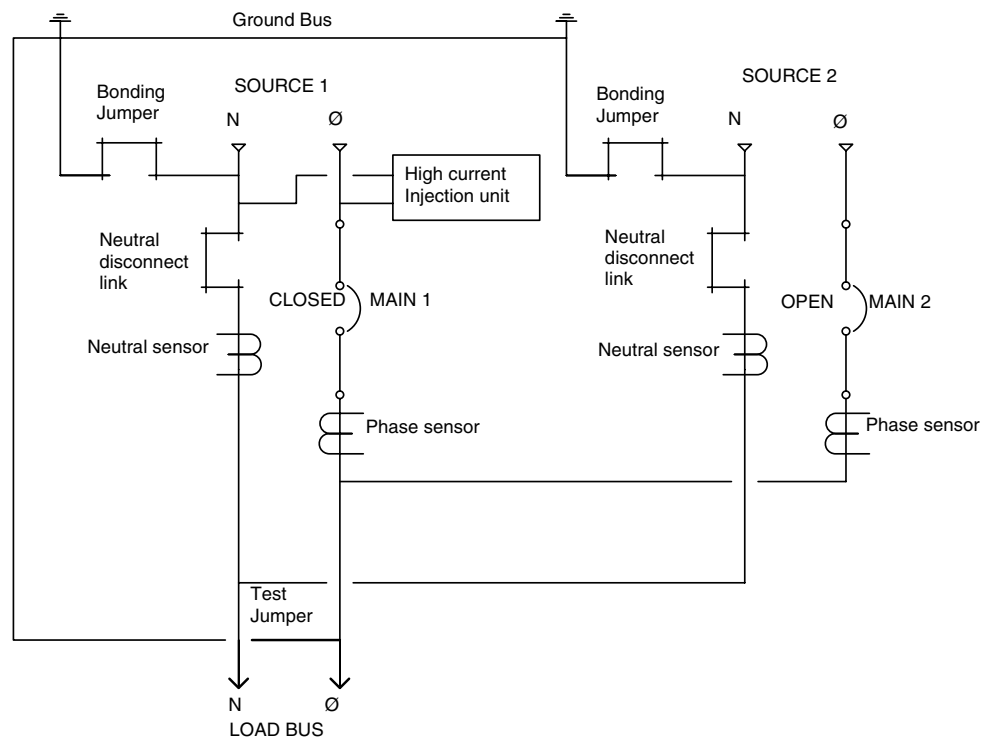 Ground Bus
SOURCE 1
SOURCE 2
Bonding
Jumper
N
Ø
Bonding
Jumper
N
Ø
High current
Injection unit
Neutral
disconnect
link
CLOSED
MAIN 1
Neutral
disconnect
link
OPEN
MAIN 2
Neutral sensor
Phase sensor
Neutral sensor
Phase sensor
Test
Jumper
N
Ø
LOAD BUS